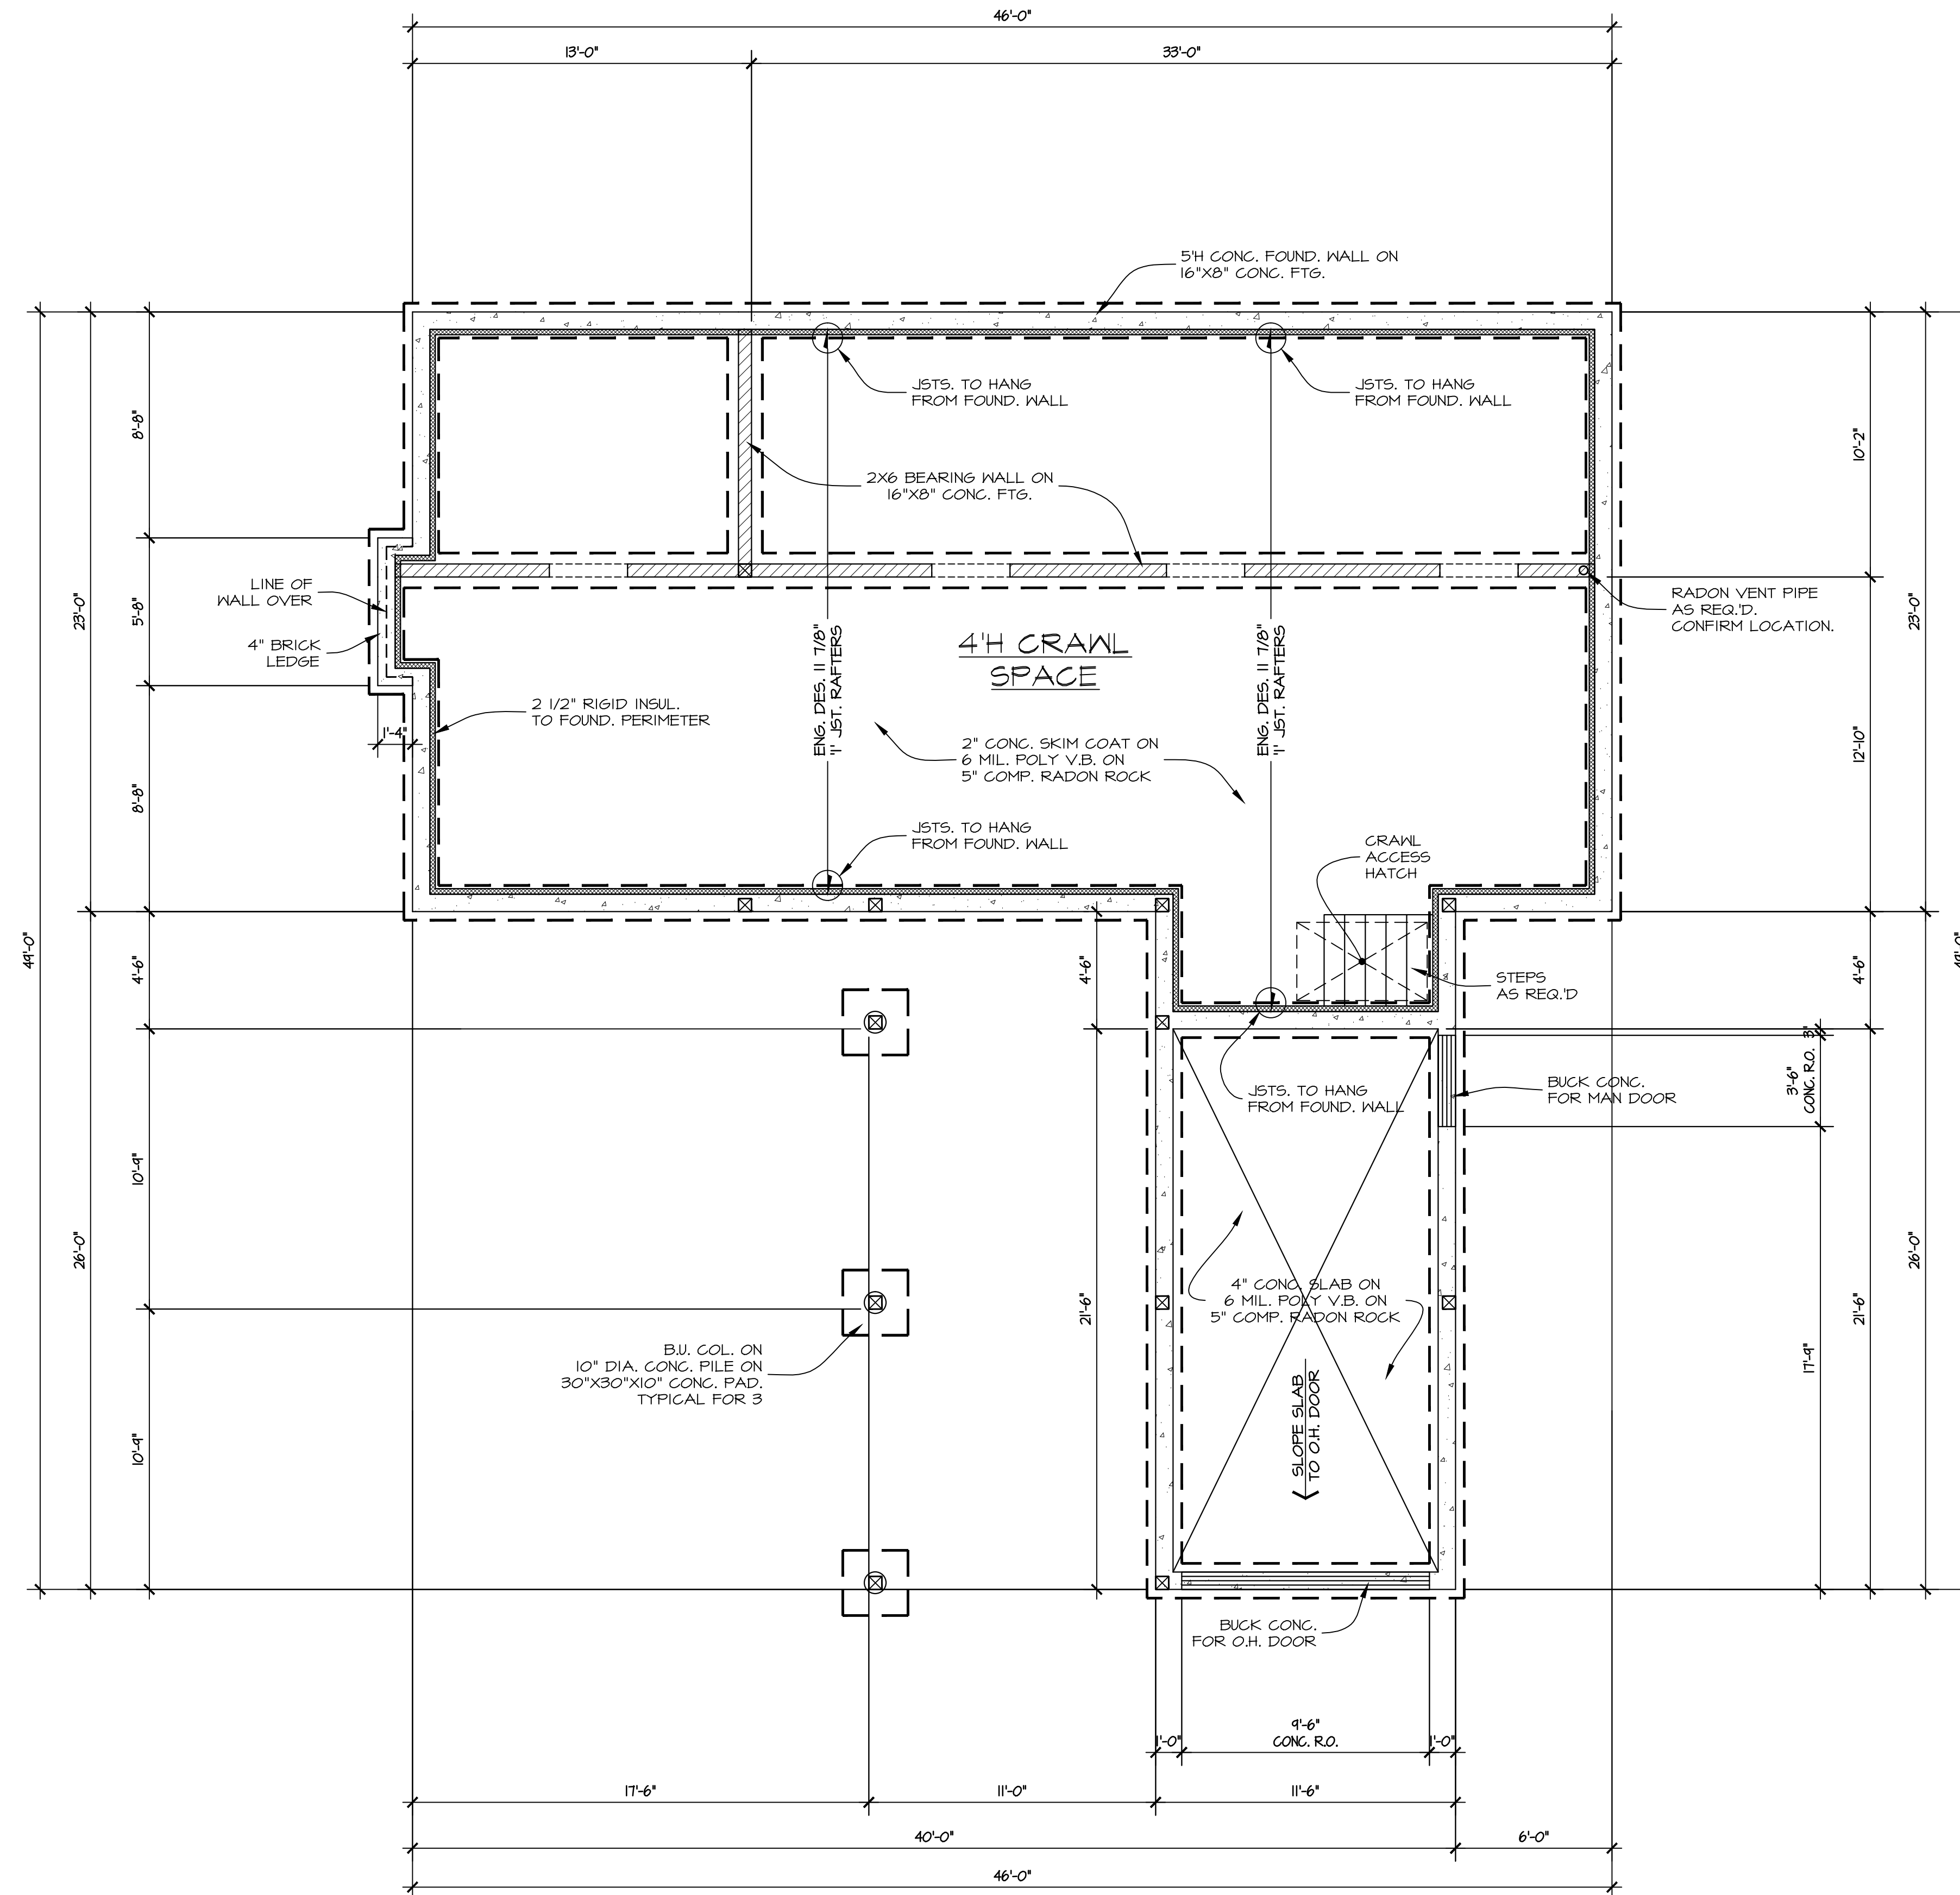 46'-0"
13'-0"
33'-0"
5'H CONC. FOUND. WALL ON
16"X8" CONC. FTG.
JSTS. TO HANG
FROM FOUND. WALL
JSTS. TO HANG
FROM FOUND. WALL
2X6 BEARING WALL ON
16"X8" CONC. FTG.
8'-8"
10'-2"
LINE OF
WALL OVER
4" BRICK
LEDGE
5'-8"
23'-0"
RADON VENT PIPE
AS REQ.'D.
CONFIRM LOCATION.
23'-0"
4'H CRAWL
SPACE
ENG. DES. 11 7/8"
'I' JST. RAFTERS
ENG. DES. 11 7/8"
'I' JST. RAFTERS
2 1/2" RIGID INSUL.
TO FOUND. PERIMETER
1'-4"
2" CONC. SKIM COAT ON
6 MIL. POLY V.B. ON
5" COMP. RADON ROCK
12'-10"
8'-8"
JSTS. TO HANG
FROM FOUND. WALL
CRAWL
ACCESS
HATCH
49'-0"
4'-6"
4'-6"
STEPS
AS REQ.'D
4'-6"
49'-0"
JSTS. TO HANG
FROM FOUND. WALL
BUCK CONC.
FOR MAN DOOR
3'-6"
CONC. R.O.
3"
10'-9"
26'-0"
26'-0"
4" CONC. SLAB ON
6 MIL. POLY V.B. ON
5" COMP. RADON ROCK
21'-6"
21'-6"
B.U. COL. ON
10" DIA. CONC. PILE ON
30"X30"X10" CONC. PAD.
TYPICAL FOR 3
17'-9"
SLOPE SLAB
TO O.H. DOOR
10'-9"
BUCK CONC.
FOR O.H. DOOR
1'-0"
9'-6"
CONC. R.O.
1'-0"
17'-6"
11'-0"
11'-6"
40'-0"
6'-0"
46'-0"